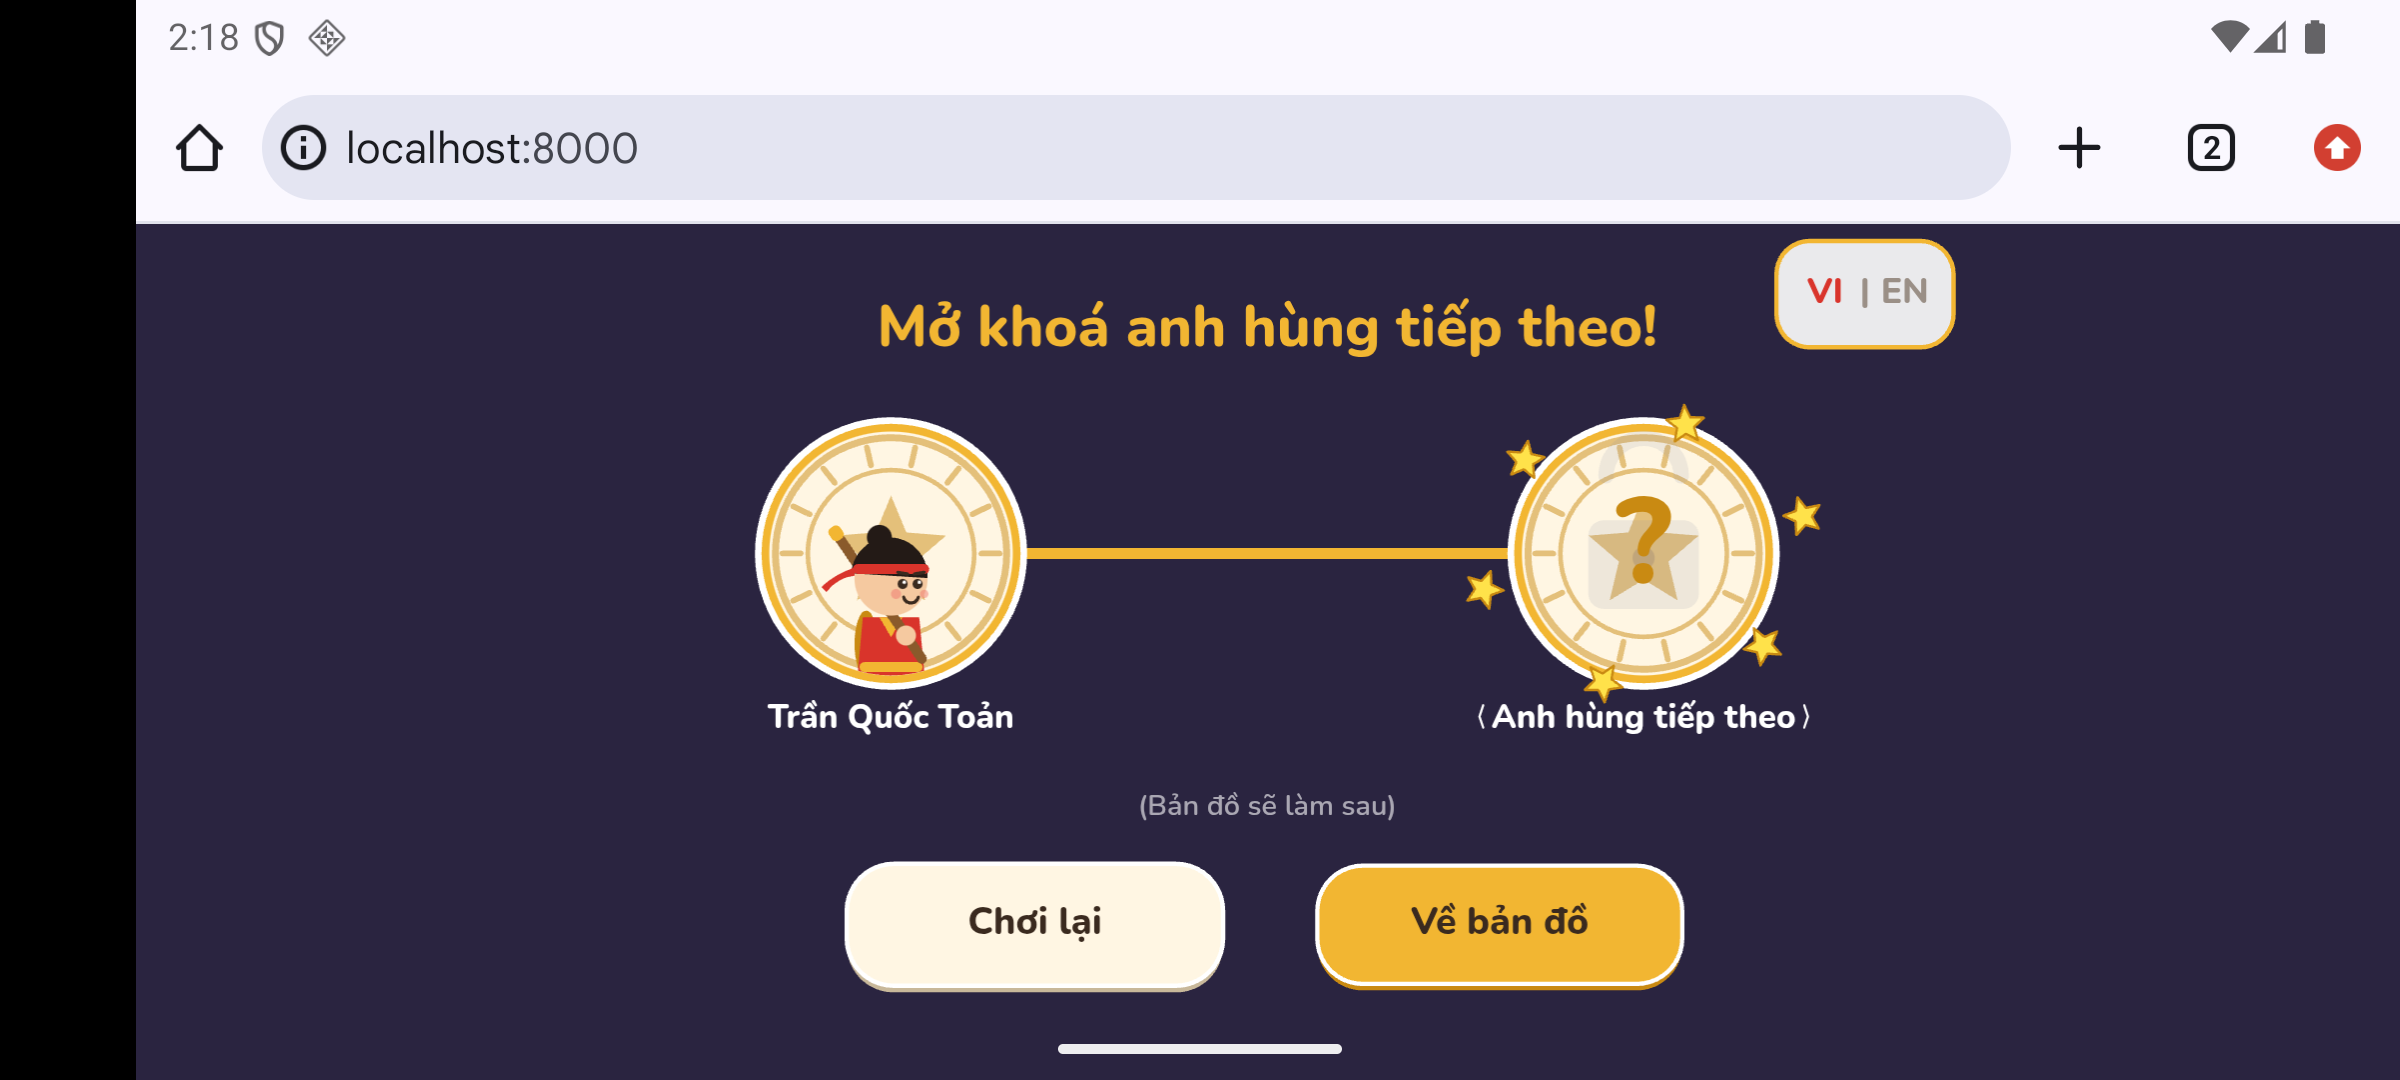 2:18
localhost:8000
2
VI | EN
Mở khoá anh hùng tiếp theo!
?
Trần Quốc Toản
⟨Anh hùng tiếp theo⟩
(Bản đồ sẽ làm sau)
Chơi lại
Về bản đồ